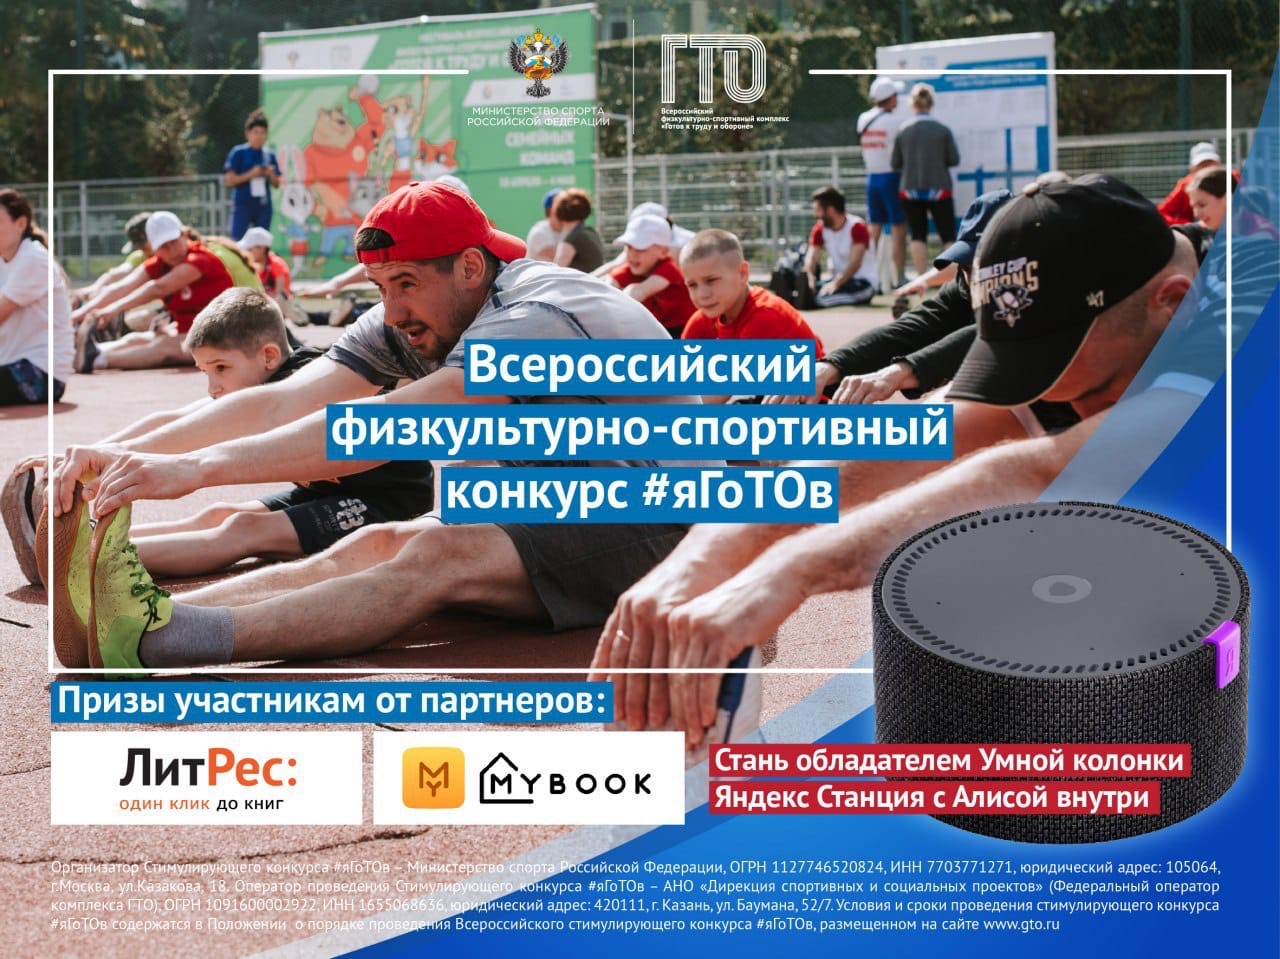 МИНИСТЕРСТВО СПОРТА
РОССИЙСКОЙ ФЕДЕРАЦИИ
ГТО
Всероссийский
физкультурно-спортивный комплекс
«Готов к труду и обороне»
СЕМЕЙНЫХ
КОМАНД
Всероссийский
физкультурно-спортивный
конкурс #яГоТОв
Призы участникам от партнеров:
ЛитРес:
один клик до книг
MYBOOK
Стань обладателем Умной колонки
Яндекс Станция с Алисой внутри
Организатор Стимулирующего конкурса #яГоТОв – Министерство спорта Российской Федерации, ОГРН 1127746520824, ИНН 7703771271, юридический адрес: 105064,
г.Москва, ул.Казакова, 18. Оператор проведения Стимулирующего конкурса #яГоТОв – АНО «Дирекция спортивных и социальных проектов» (Федеральный оператор
комплекса ГТО), ОГРН 1091600002922, ИНН 1655068636, юридический адрес: 420111, г. Казань, ул. Баумана, 52/7. Условия и сроки проведения стимулирующего конкурса
#яГоТОв содержатся в Положении о порядке проведения Всероссийского стимулирующего конкурса #яГоТОв, размещенном на сайте www.gto.ru